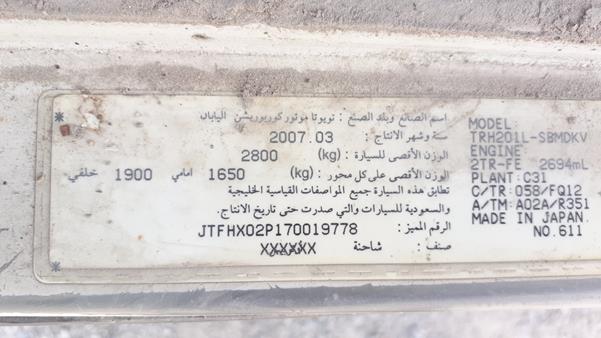 اسم الصانع وبلد الصنع : تويوتا موتور كوربوريشن اليابان
سنة وشهر الانتاج : 2007.03
الوزن الأقصى للسيارة : (kg) 2800
الوزن الأقصى على كل محور : (kg) 1650 امامي 1900 خلفي
تطابق هذه السيارة جميع المواصفات القياسية الخليجية
والسعودية للسيارات والتي صدرت حتى تاريخ الانتاج.
الرقم المميز : JTFHX02P170019778
صنف : شاحنة XXXXXX
MODEL:
TRH201L-SBMDKV
ENGINE:
2TR-FE 2694mL
PLANT:C31
C/TR:058/FQ12
A/TM:A02A/R351
MADE IN JAPAN.
NO.611